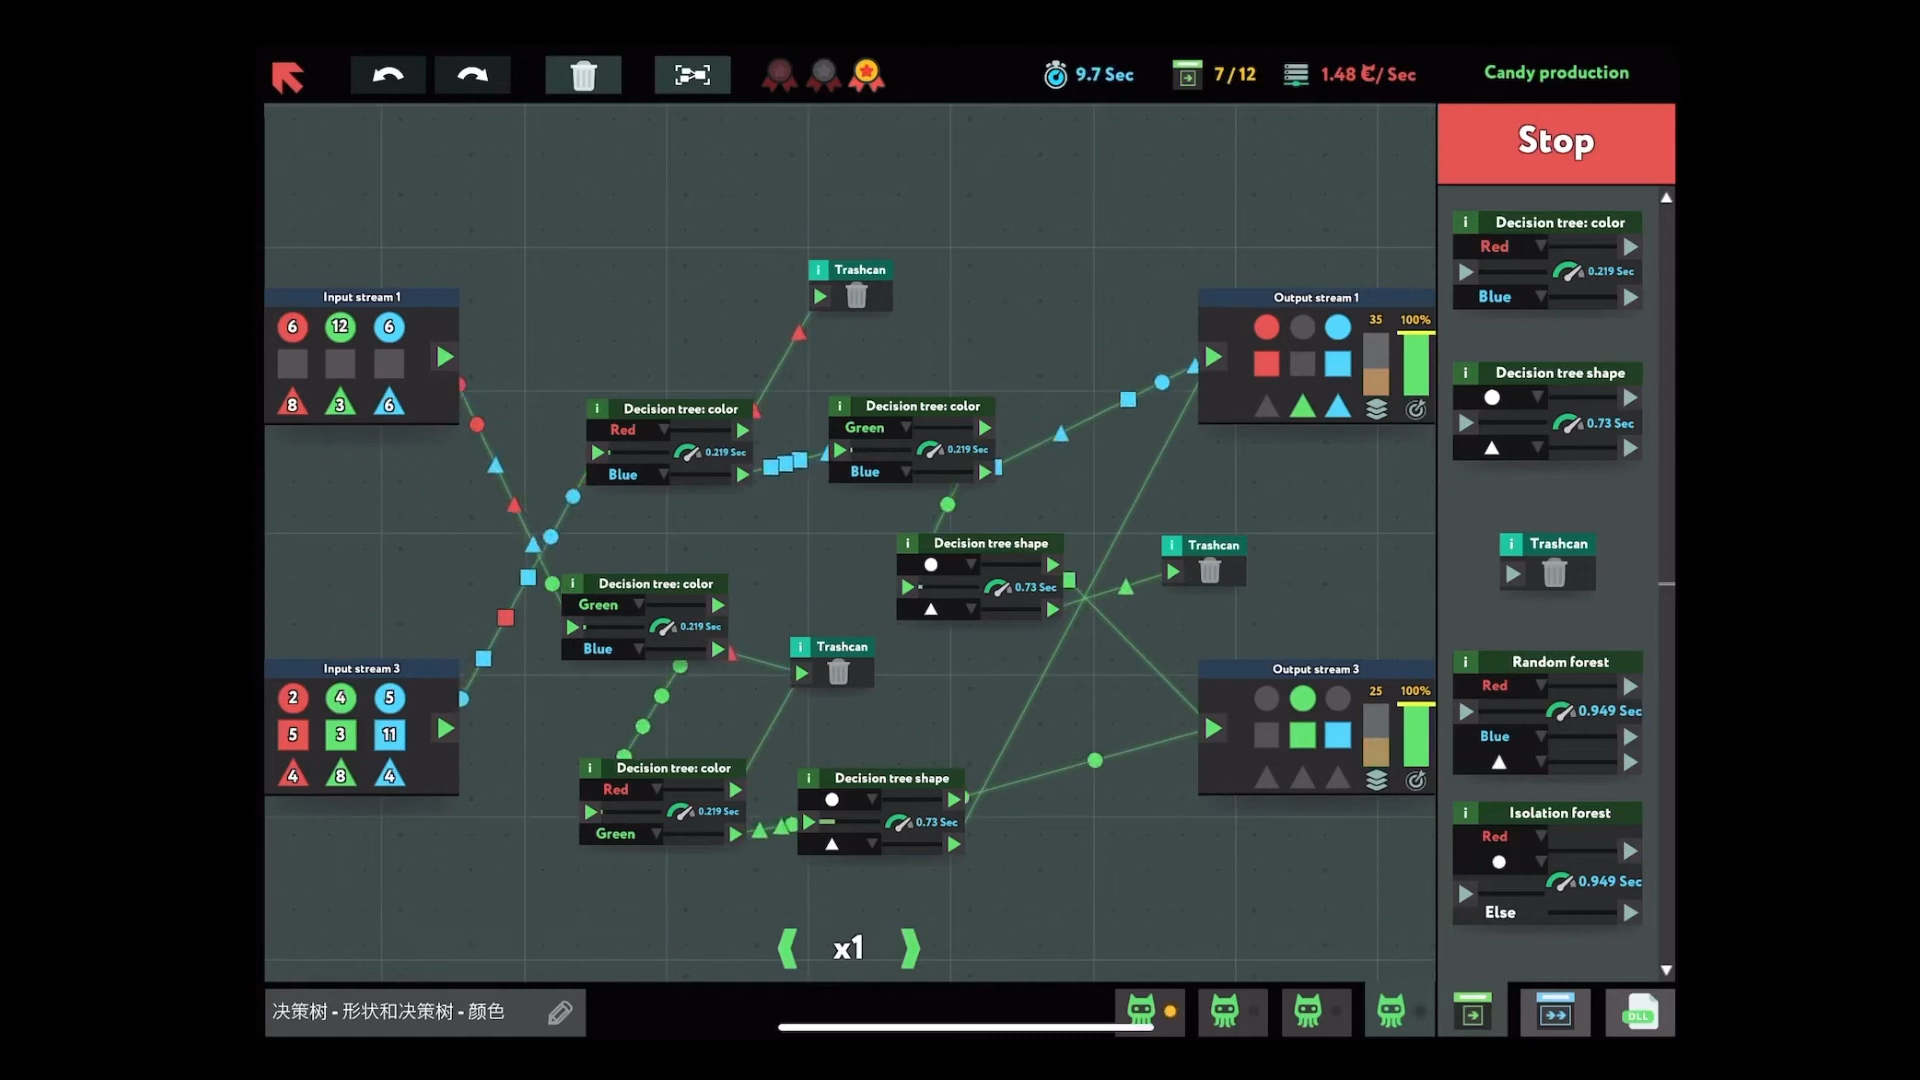 9.7 Sec
7 / 12
1.48 €/ Sec
Candy production
Stop
Input stream 1
6 12 6
8 3 6
Input stream 3
2 4 5
5 3 11
4 8 4
i Trashcan
i Decision tree: color
Red
0.219 Sec
Blue
i Decision tree: color
Green
0.219 Sec
Blue
i Decision tree shape
0.73 Sec
i Trashcan
i Decision tree: color
Green
0.219 Sec
Blue
i Trashcan
i Decision tree: color
Red
0.219 Sec
Green
i Decision tree shape
0.73 Sec
Output stream 1
35 100%
Output stream 3
25 100%
i Decision tree: color
Red
0.219 Sec
Blue
i Decision tree shape
0.73 Sec
i Trashcan
i Random forest
Red
0.949 Sec
Blue
i Isolation forest
Red
0.949 Sec
Else
x1
决策树 - 形状和决策树 - 颜色
DLL